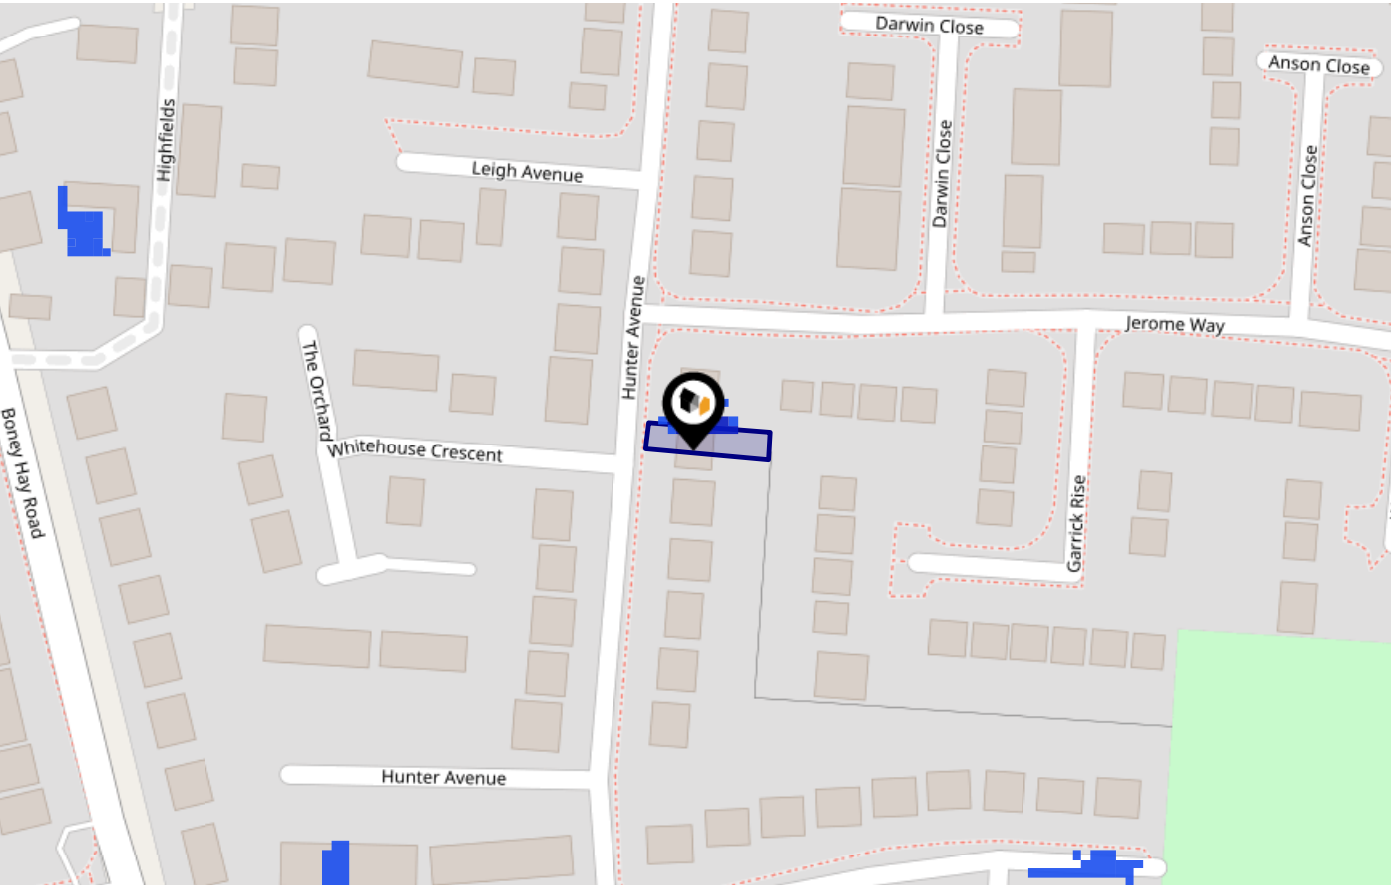 Darwin Close
Anson Close
Highfields
Leigh Avenue
Darwin Close
Anson Close
Hunter Avenue
Jerome Way
The Orchard
Whitehouse Crescent
Boney Hay Road
Garrick Rise
Hunter Avenue